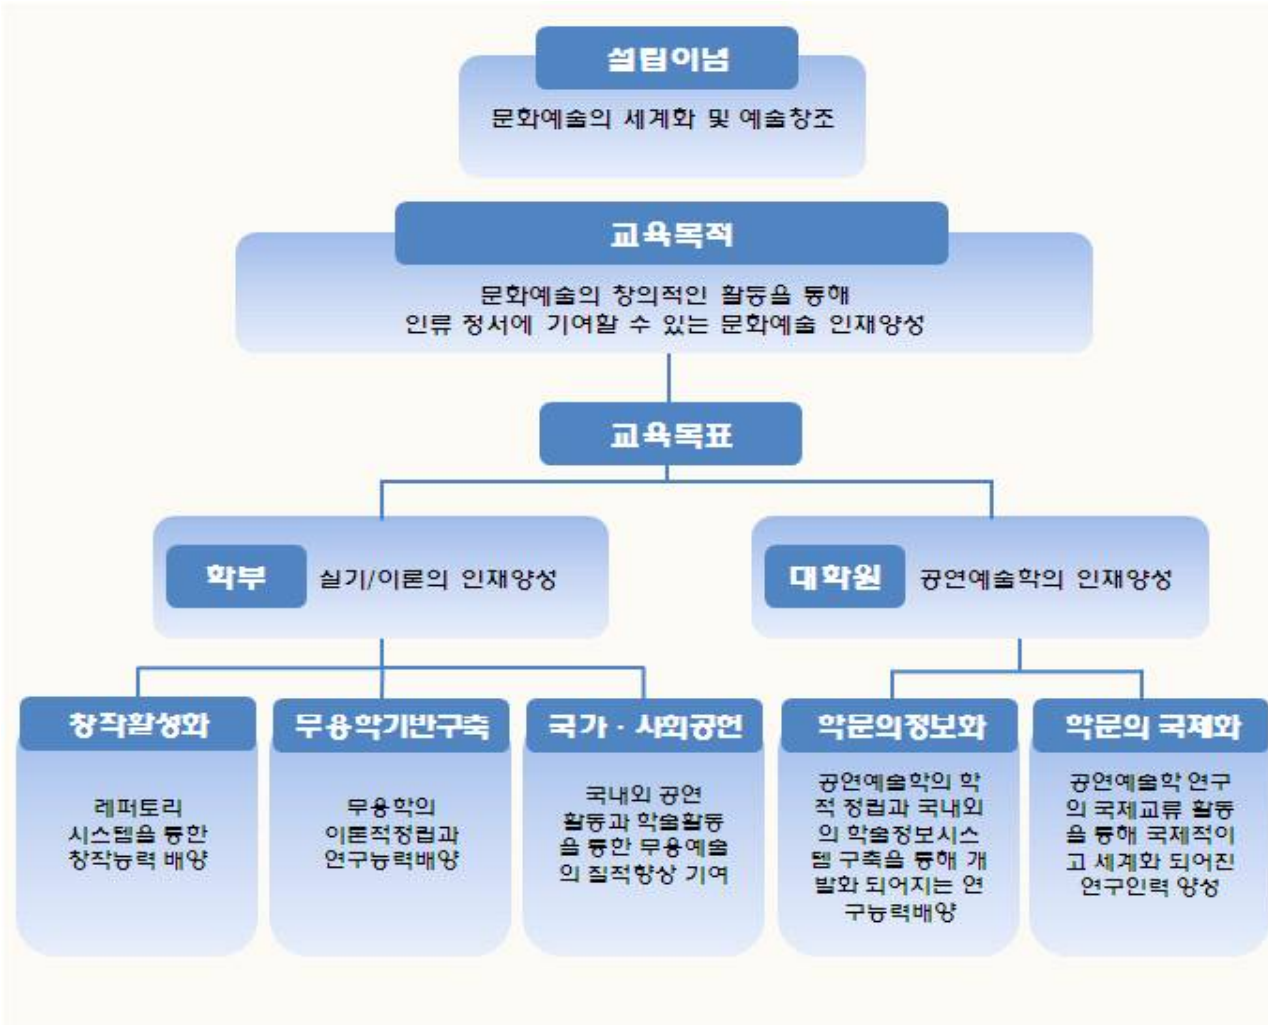 설립이념
문화예술의 세계화 및 예술창조
교육목적
문화예술의 창의적인 활동을 통해
인류 정서에 기여할 수 있는 문화예술 인재양성
교육목표
학부
실기/이론의 인재양성
대학원
공연예술학의 인재양성
창작활성화
레퍼토리
시스템을 통한
창작능력 배양
무용학기반구축
무용학의
이론적정립과
연구능력배양
국가 · 사회공헌
국내외 공연
활동과 학술활동
을 통한 무용예술
의 질적향상 기여
학문의정보화
공연예술학의 학
적 정립과 국내외
의 학술정보시스
템 구축을 통해 개
발화 되어지는 연
구능력배양
학문의 국제화
공연예술학 연구
의 국제교류 활동
을 통해 국제적이
고 세계화 되어진
연구인력 양성